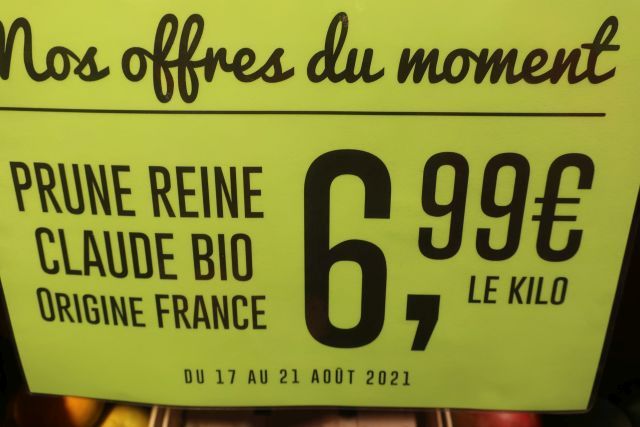 Nos offres du moment
PRUNE REINE
CLAUDE BIO
ORIGINE FRANCE
6,99€
LE KILO
DU 17 AU 21 AOÛT 2021